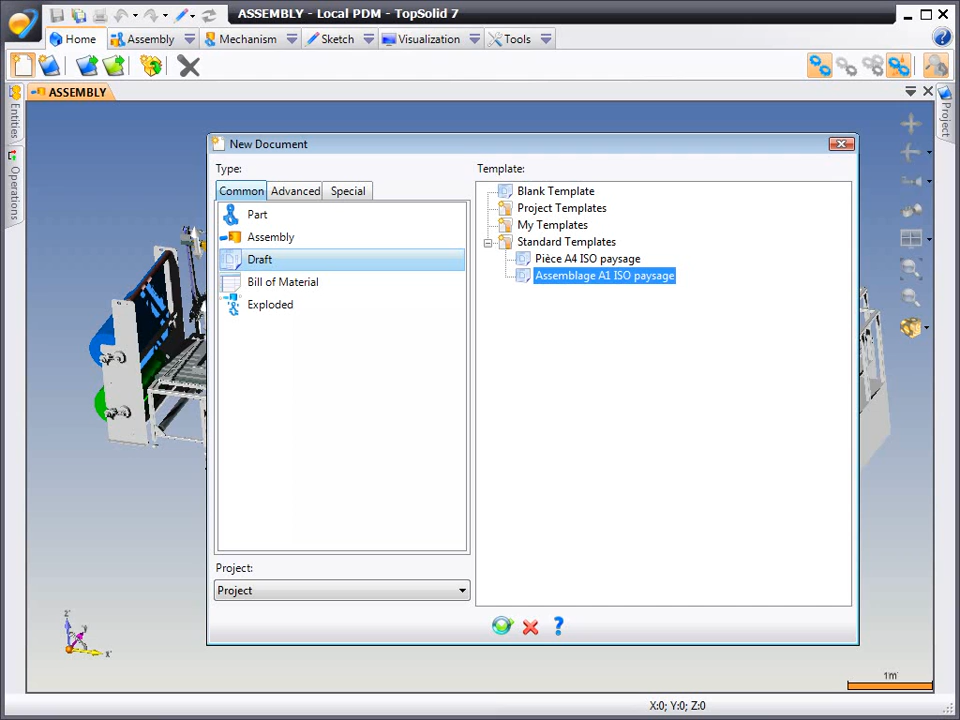 ASSEMBLY - Local PDM - TopSolid 7
Home
Assembly
Mechanism
Sketch
Visualization
Tools
ASSEMBLY
Entities
Operations
Project
New Document
Type:
Template:
Common
Advanced
Special
Part
Assembly
Draft
Bill of Material
Exploded
Blank Template
Project Templates
My Templates
Standard Templates
Pièce A4 ISO paysage
Assemblage A1 ISO paysage
Project:
Project
1m
X:0; Y:0; Z:0